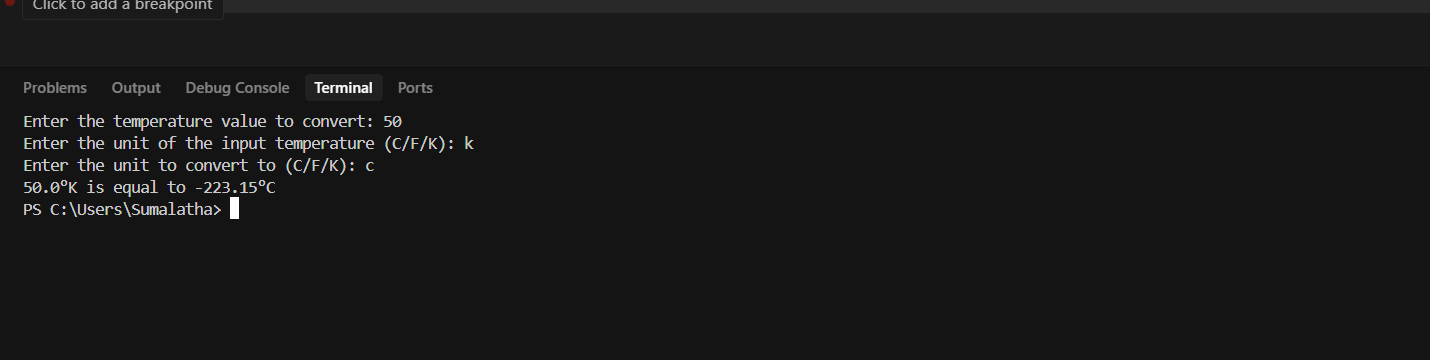 Click to add a breakpoint
Problems Output Debug Console Terminal Ports
Enter the temperature value to convert: 50
Enter the unit of the input temperature (C/F/K): k
Enter the unit to convert to (C/F/K): c
50.0°K is equal to -223.15°C
PS C:\Users\Sumalatha>